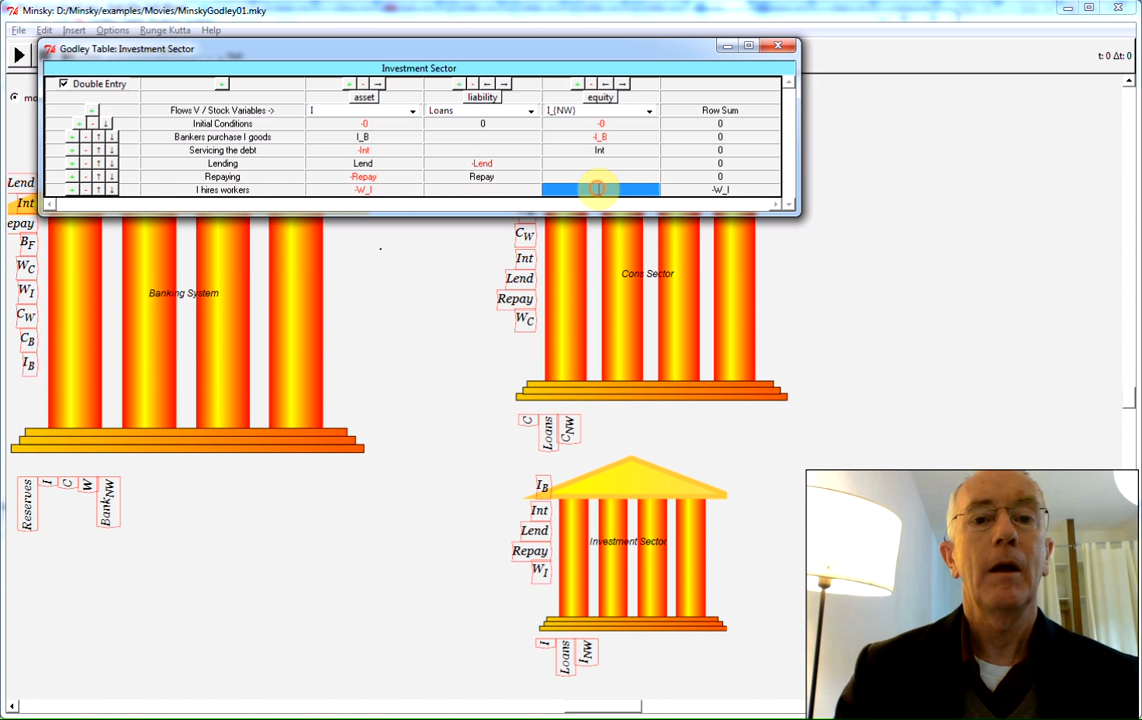 Minsky: D:/Minsky/examples/Movies/MinskyGodley01.mky
File Edit Insert Options Runge Kutta Help
t: 0 Δt: 0
Godley Table: Investment Sector
Investment Sector
Double Entry + + - → + - ← → + - ← →
asset liability equity
+ Flows V / Stock Variables -> I Loans I_{NW} Row Sum
+ - ↓ Initial Conditions -0 0 -0 0
+ - ↑ ↓ Bankers purchase I goods I_B -I_B 0
+ - ↑ ↓ Servicing the debt -Int Int 0
+ - ↑ ↓ Lending Lend -Lend 0
+ - ↑ ↓ Repaying -Repay Repay 0
+ - ↑ ↓ I hires workers -W_I -W_I
mo
Lend
Int
epay
B_F
W_C
W_I
C_W
C_B
I_B
Banking System
Reserves
I
C
W
Bank_NW
C_W
Int
Lend
Repay
W_C
Cons Sector
C
Loans
C_NW
I_B
Int
Lend
Repay
W_I
Investment Sector
I
Loans
I_NW